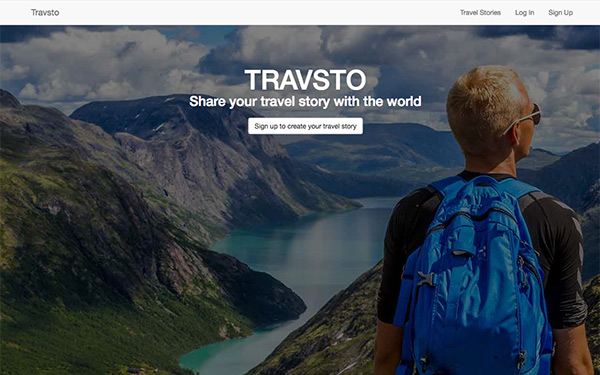 Travsto
Travel Stories
Log In
Sign Up
TRAVSTO
Share your travel story with the world
Sign up to create your travel story